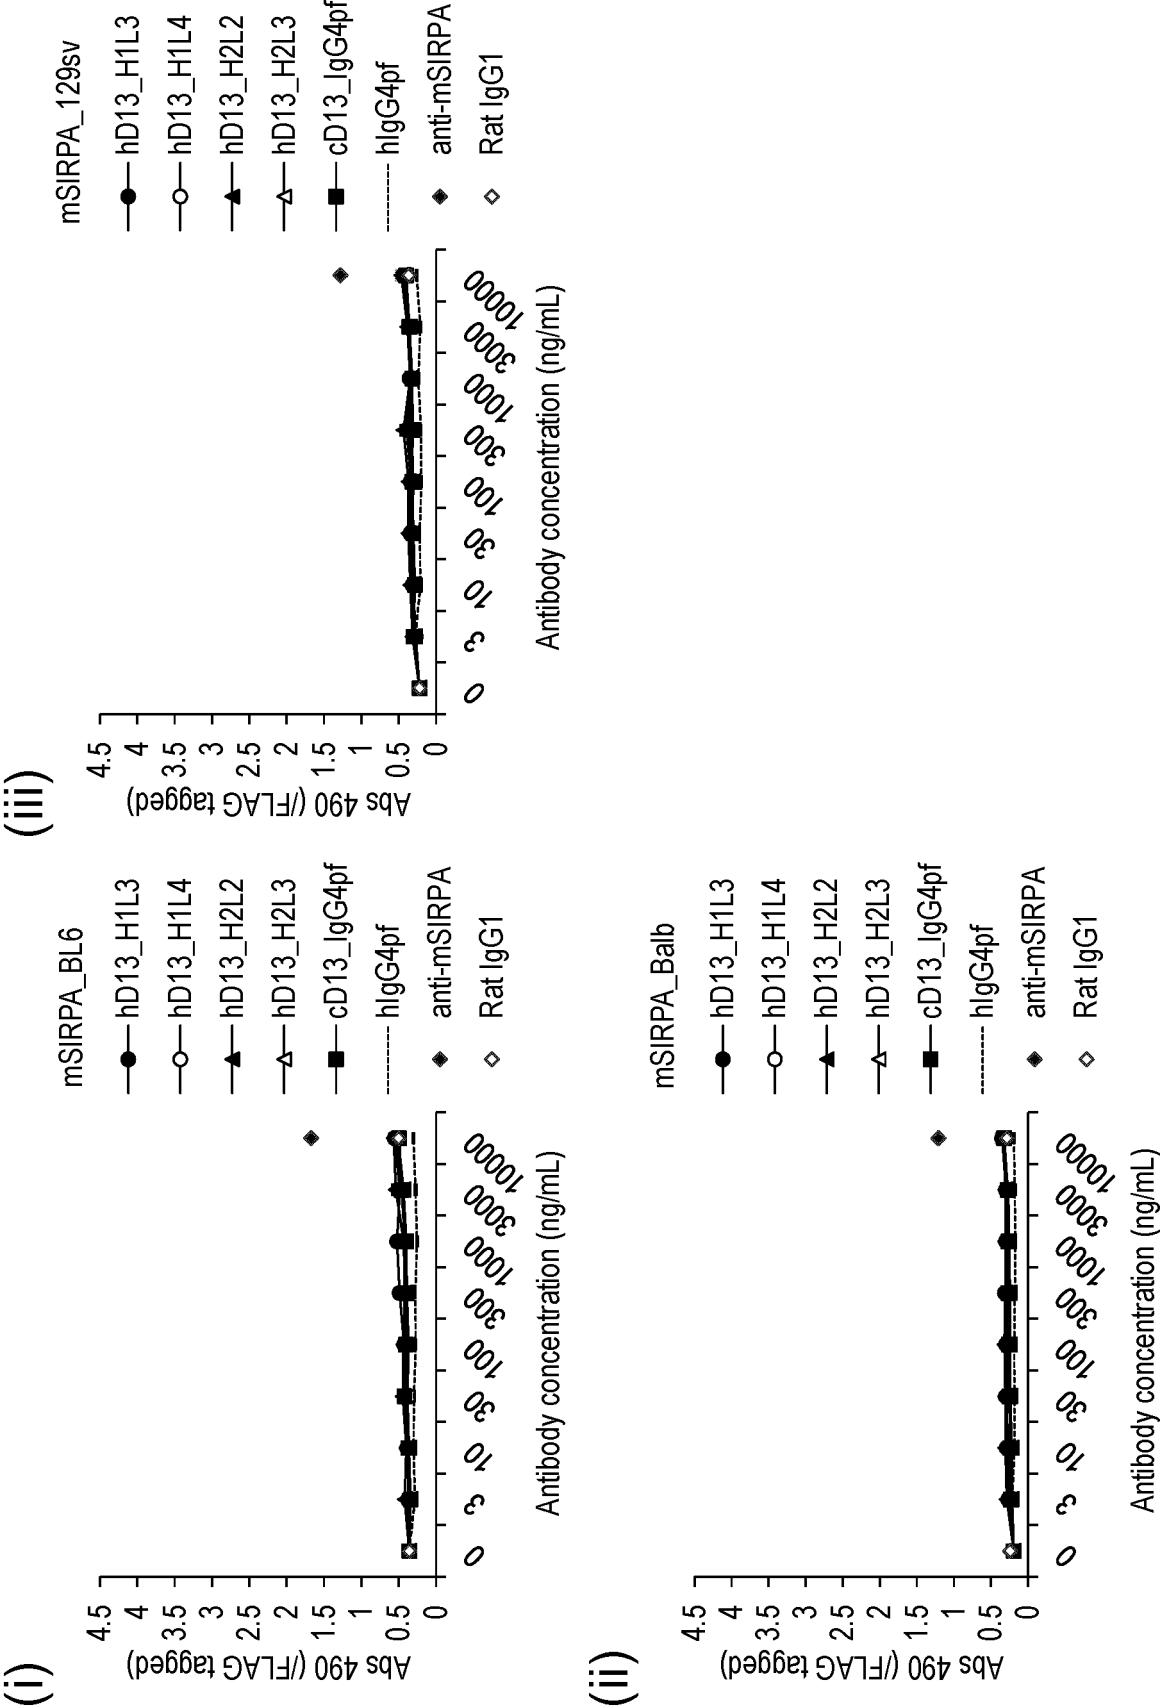 (i)
mSIRPA_BL6
Abs 490 (/FLAG tagged)
4.5
4
3.5
3
2.5
2
1.5
1
0.5
0
0 3 10 30 100 300 1000 3000 10000
Antibody concentration (ng/mL)
hD13_H1L3
hD13_H1L4
hD13_H2L2
hD13_H2L3
cD13_IgG4pf
hIgG4pf
anti-mSIRPA
Rat IgG1
(ii)
mSIRPA_Balb
Abs 490 (/FLAG tagged)
4.5
4
3.5
3
2.5
2
1.5
1
0.5
0
0 3 10 30 100 300 1000 3000 10000
Antibody concentration (ng/mL)
hD13_H1L3
hD13_H1L4
hD13_H2L2
hD13_H2L3
cD13_IgG4pf
hIgG4pf
anti-mSIRPA
Rat IgG1
(iii)
mSIRPA_129sv
Abs 490 (/FLAG tagged)
4.5
4
3.5
3
2.5
2
1.5
1
0.5
0
0 3 10 30 100 300 1000 3000 10000
Antibody concentration (ng/mL)
hD13_H1L3
hD13_H1L4
hD13_H2L2
hD13_H2L3
cD13_IgG4pf
hIgG4pf
anti-mSIRPA
Rat IgG1